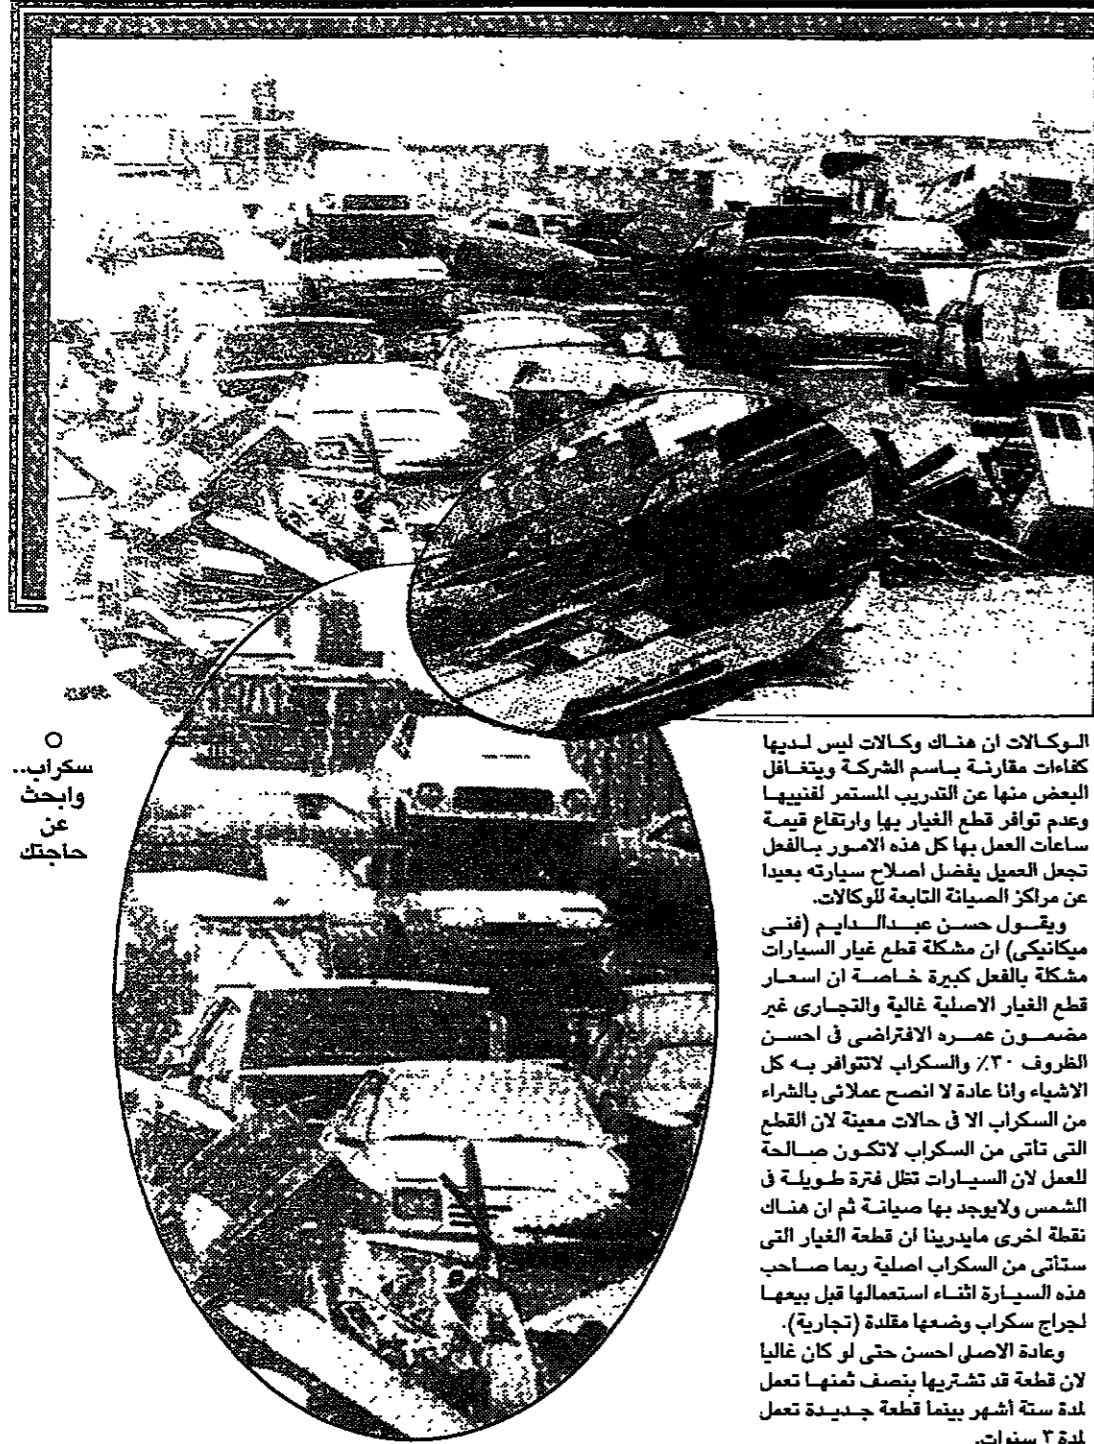 الوكالات ان هناك وكالات ليس لديها
كفاءات مقارنة باسم الشركة ويتغافل
البعض منها عن التدريب المستمر لفنييها
وعدم توافر قطع الغيار بها وارتفاع قيمة
ساعات العمل بها كل هذه الامور بالفعل
تجعل العميل يفضل اصلاح سيارته بعيدا
عن مراكز الصيانة التابعة للوكالات.
ويقول حسن عبدالدايم (فنى
ميكانيكى) ان مشكلة قطع غيار السيارات
مشكلة بالفعل كبيرة خاصة ان اسعار
قطع الغيار الاصلية غالية والتجارى غير
مضمون عمره الافتراضى فى احسن
الظروف ٣٠٪ والسكراب لاتتوافر به كل
الاشياء وانا عادة لا انصح عملائى بالشراء
من السكراب الا فى حالات معينة لان القطع
التى تأتى من السكراب لاتكون صالحة
للعمل لان السيارات تظل فترة طويلة فى
الشمس ولايوجد بها صيانة ثم ان هناك
نقطة اخرى مايدرينا ان قطعة الغيار التى
ستأتى من السكراب اصلية ربما صاحب
هذه السيارة اثناء استعمالها قبل بيعها
لجراج سكراب وضعها مقلدة (تجارية).
وعادة الاصلى احسن حتى لو كان غاليا
لان قطعة قد تشتريها بنصف ثمنها تعمل
لمدة ستة أشهر بينما قطعة جديدة تعمل
لمدة ٣ سنوات.
○
سكراب..
وابحث
عن
حاجتك